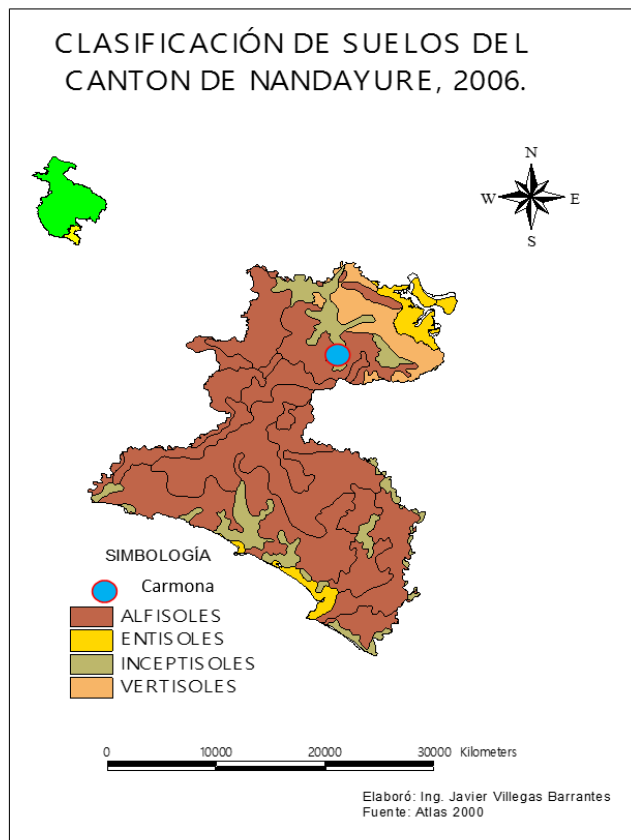 CLASIFICACIÓN DE SUELOS DEL
CANTON DE NANDAYURE, 2006.
N
W E
S
SIMBOLOGÍA
Carmona
ALFISOLES
ENTISOLES
INCEPTISOLES
VERTISOLES
0 10000 20000 30000 Kilometers
Elaboró: Ing. Javier Villegas Barrantes
Fuente: Atlas 2000